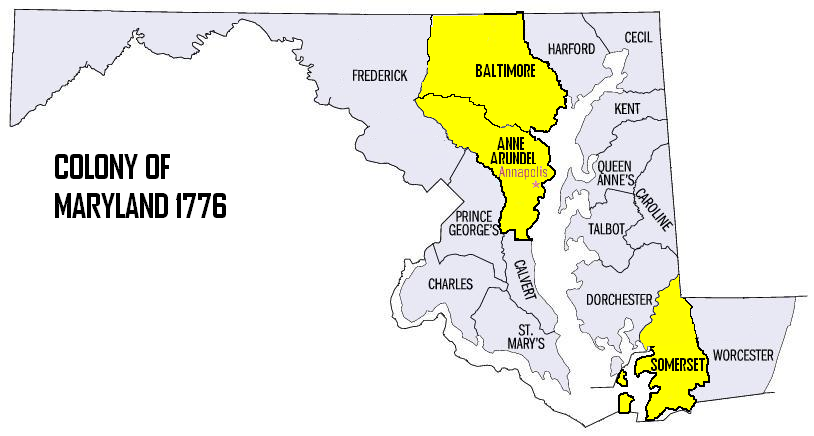 CECIL
HARFORD
FREDERICK
BALTIMORE
KENT
ANNE
ARUNDEL
Annapolis
QUEEN
ANNE'S
COLONY OF
MARYLAND 1776
CAROLINE
PRINCE
GEORGE'S
TALBOT
CHARLES
CALVERT
DORCHESTER
ST.
MARY'S
SOMERSET
WORCESTER